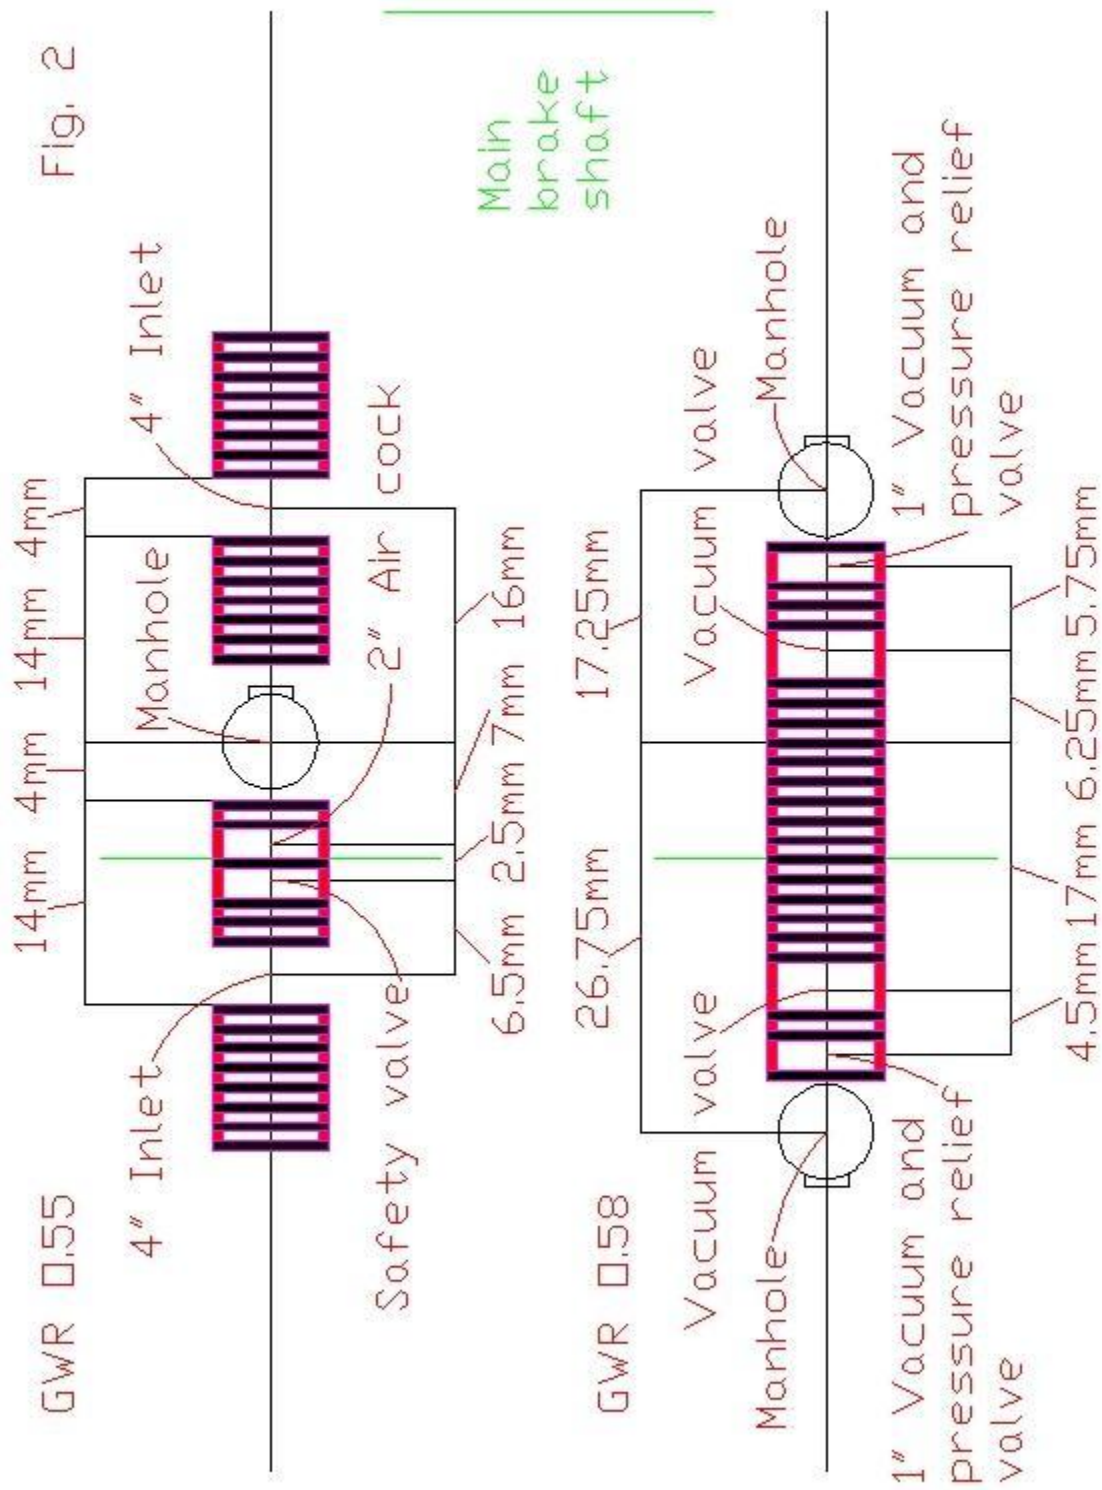 14mm 4mm 14mm 4mm
GWR O.55
Fig. 2
4" Inlet
Manhole
4" Inlet
Safety valve
2" Air cock
6.5mm 2.5mm 7mm 16mm
Main
brake
shaft
26.75mm
17.25mm
GWR O.58
Vacuum valve
Vacuum valve
Manhole
Manhole
1" Vacuum and
pressure relief
valve
1" Vacuum and
pressure relief
valve
4.5mm 17mm 6.25mm 5.75mm